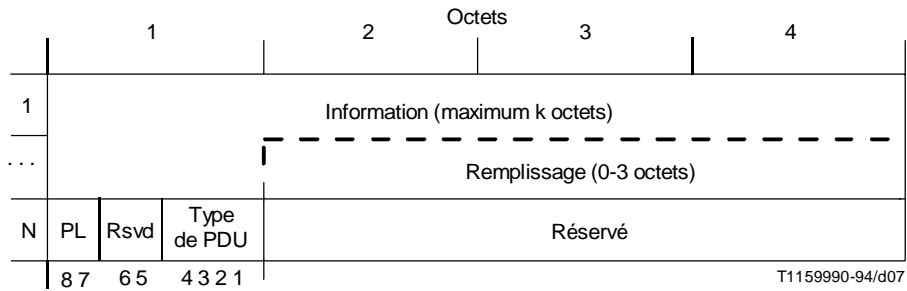 Octets
1 2 3 4
1 Information (maximum k octets)
. . . Remplissage (0-3 octets)
N PL Rsvd Type de PDU Réservé
8 7 6 5 4 3 2 1 T1159990-94/d07